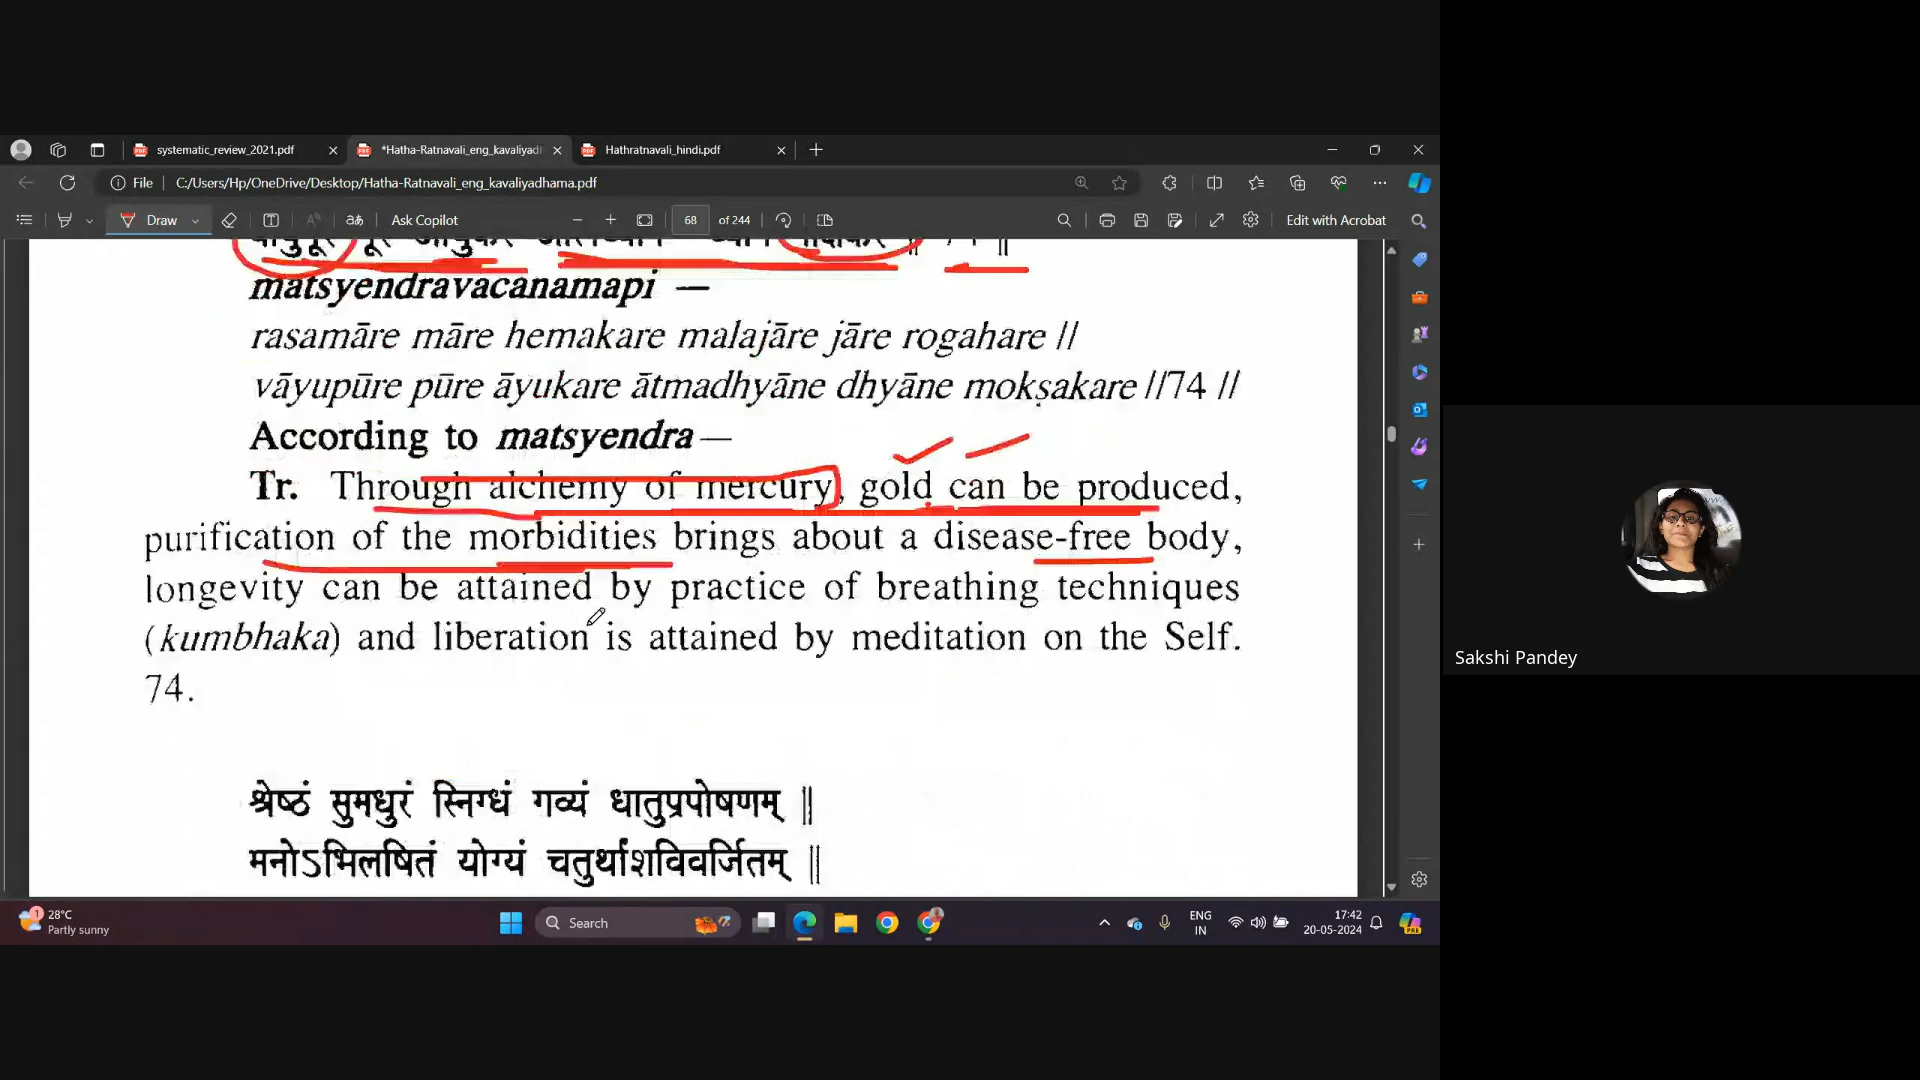 systematic_review_2021.pdf
*Hatha-Ratnavali_eng_kavaliyad
Hathratnavali_hindi.pdf
File
C:/Users/Hp/OneDrive/Desktop/Hatha-Ratnavali_eng_kavaliyadhama.pdf
Draw
aあ
Ask Copilot
68
of 244
Edit with Acrobat
matsyendravacanamapi —
rasamāre māre hemakare malajāre jāre rogahare //
vāyupūre pūre āyukare ātmadhyāne dhyāne mokṣakare //74 //
According to matsyendra—
Tr. Through alchemy of mercury, gold can be produced,
purification of the morbidities brings about a disease-free body,
longevity can be attained by practice of breathing techniques
(kumbhaka) and liberation is attained by meditation on the Self.
74.
श्रेष्ठं सुमधुरं स्निग्धं गव्यं धातुप्रपोषणम् ||
मनोऽभिलषितं योग्यं चतुर्थांशविवर्जितम् ||
Sakshi Pandey
1
28°C
Partly sunny
Search
ENG
IN
17:42
20-05-2024
PRE